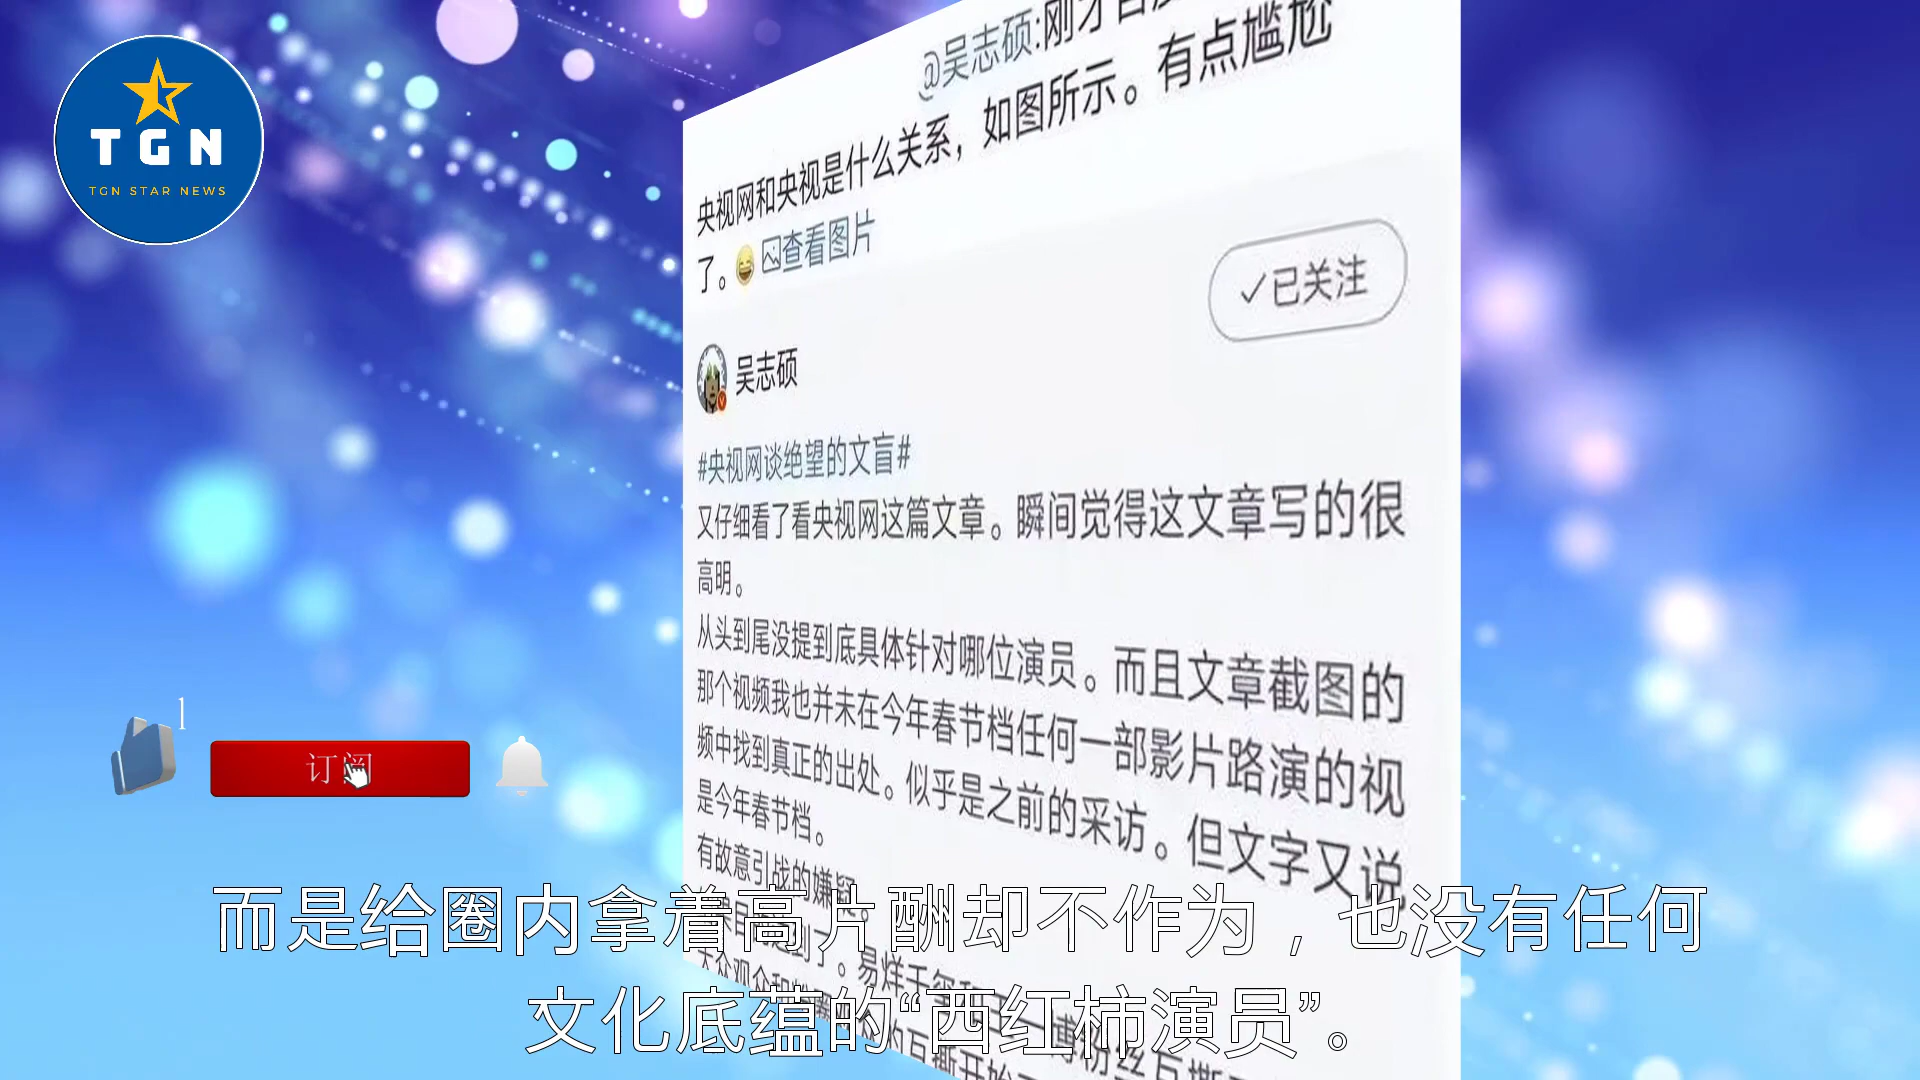 TGN
TGN STAR NEWS
@吴志硕:刚才百度
央视网和央视是什么关系，如图所示。有点尴尬
了。😄查看图片
✓已关注
吴志硕
#央视网谈绝望的文盲#
又仔细看了看央视网这篇文章。瞬间觉得这文章写的很
高明。
从头到尾没提到底具体针对哪位演员。而且文章截图的
那个视频我也并未在今年春节档任何一部影片路演的视
频中找到真正的出处。似乎是之前的采访。但文字又说
是今年春节档。
有故意引战的嫌疑。
到了。易烊千玺
1
订阅
而是给圈内拿着高片酬却不作为，也没有任何
文化底蕴的“西红柿演员”。